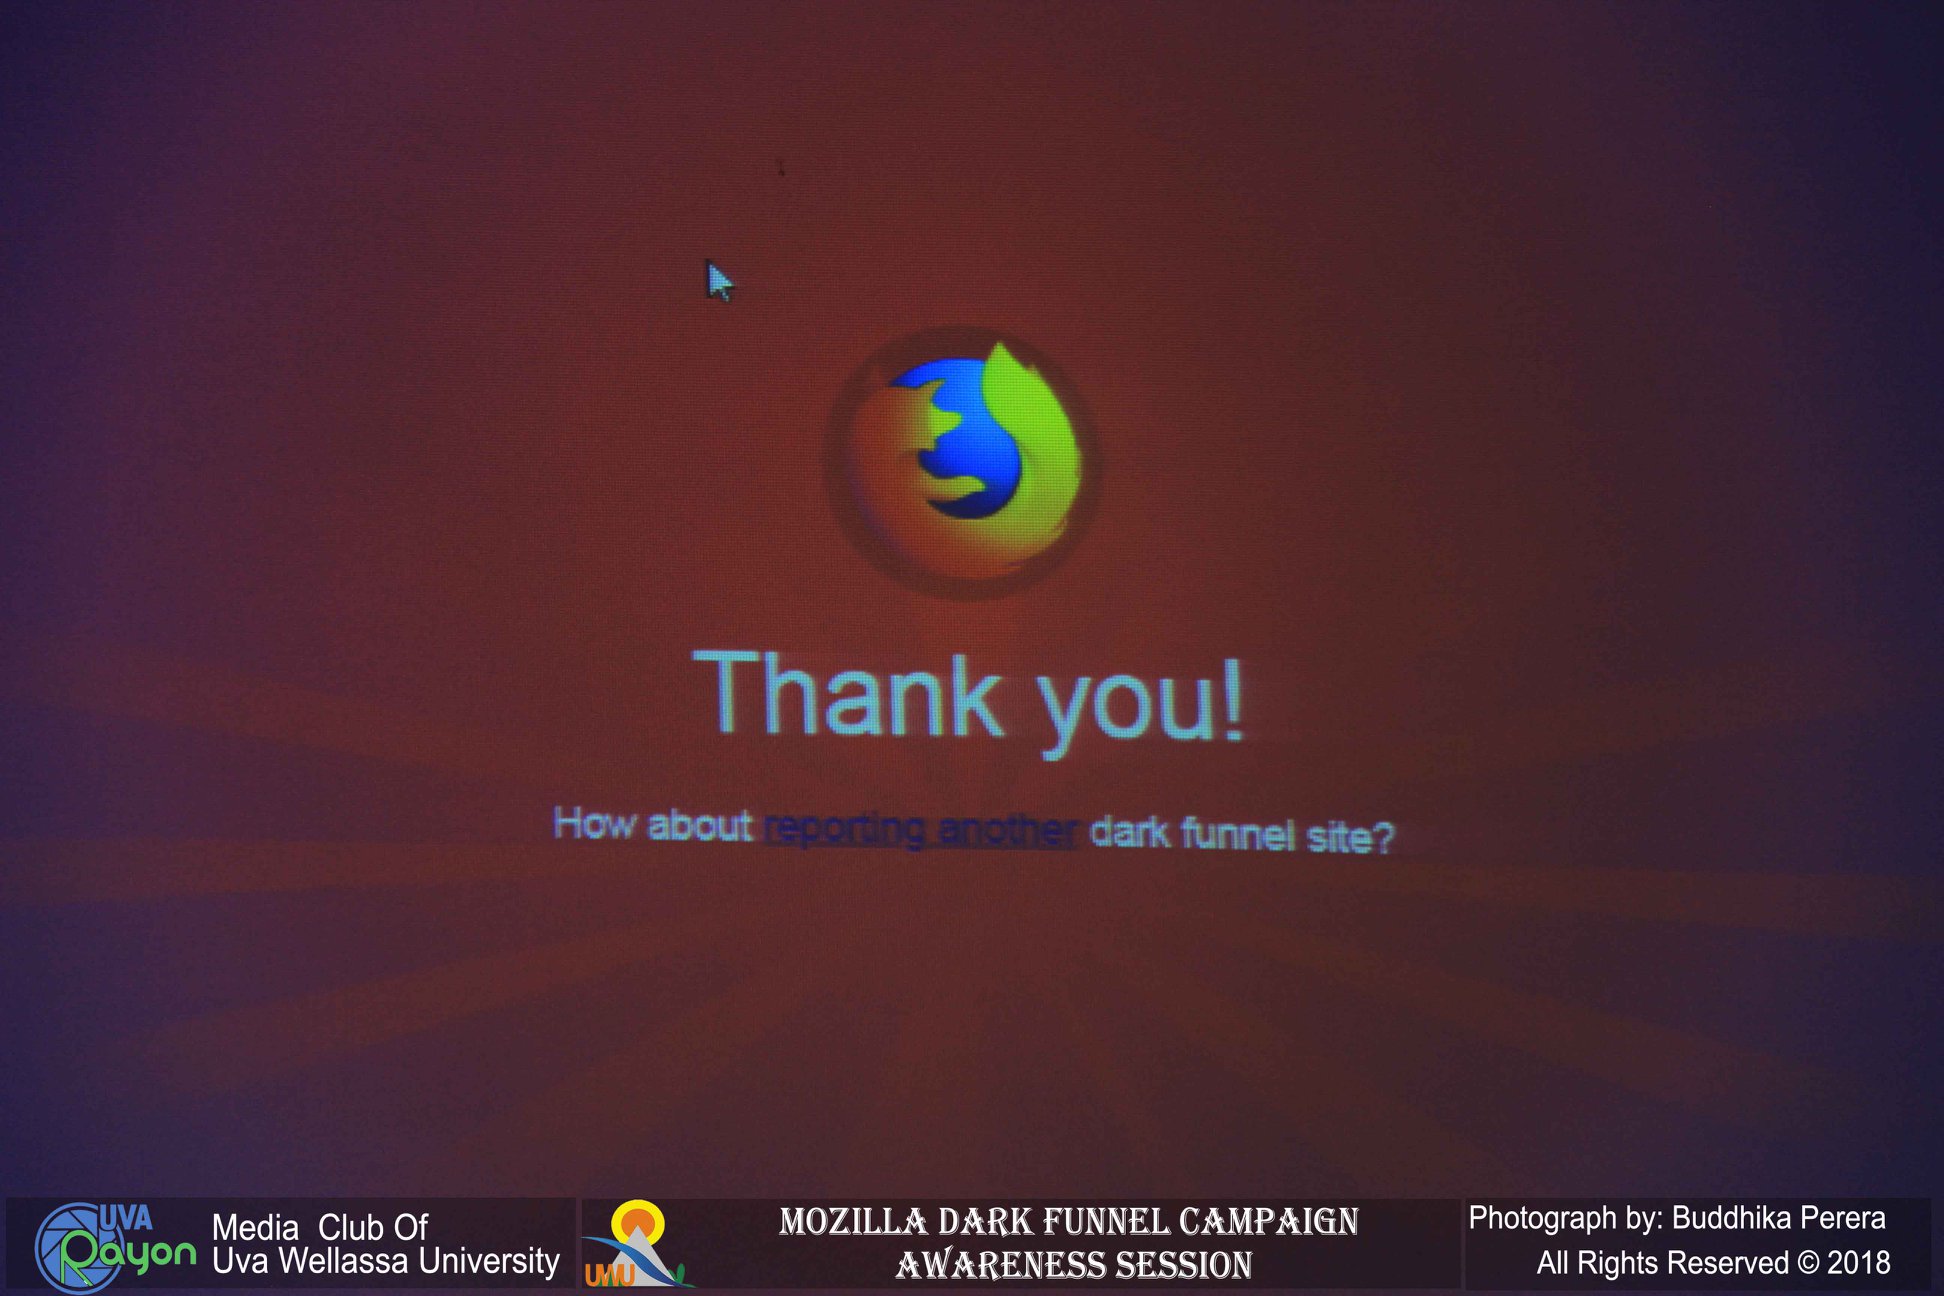 Thank you!
How about reporting another dark funnel site?
UVA
Rayon
Media Club Of
Uva Wellassa University
UWU
MOZILLA DARK FUNNEL CAMPAIGN
AWARENESS SESSION
Photograph by: Buddhika Perera
All Rights Reserved © 2018